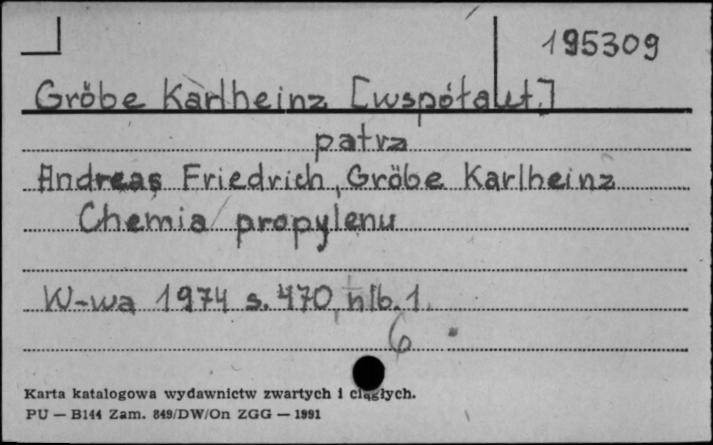 195309
Gröbe Karlheinz [współaut.]
patrz
Andreas Friedrich, Gröbe Karlheinz
Chemia propylenu
W-wa 1974 s. 470, nlb. 1.
6
Karta katalogowa wydawnictw zwartych i ciągłych.
PU — B144 Zam. 849/DW/On ZGG — 1991